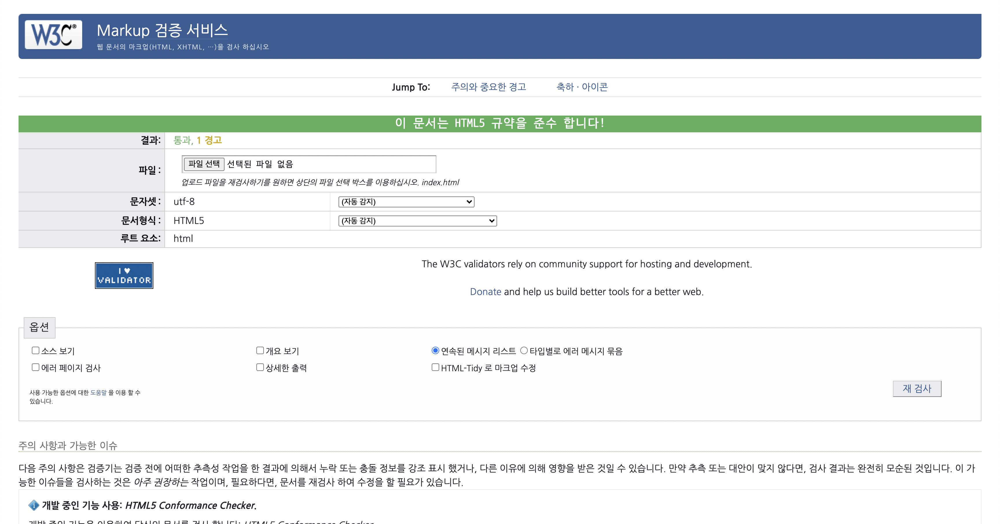 W3C®
Markup 검증 서비스
웹 문서의 마크업(HTML, XHTML, …)을 검사 하십시오
Jump To: 주의와 중요한 경고 축하 · 아이콘
이 문서는 HTML5 규약을 준수 합니다!
결과: 통과, 1 경고
파일 : 파일 선택 선택된 파일 없음
업로드 파일을 재검사하기를 원하면 상단의 파일 선택 박스를 이용하십시오. index.html
문자셋 : utf-8 (자동 감지)
문서형식 : HTML5 (자동 감지)
루트 요소: html
I ♥
VALIDATOR
The W3C validators rely on community support for hosting and development.
Donate and help us build better tools for a better web.
옵션
소스 보기 개요 보기 연속된 메시지 리스트 타입별로 에러 메시지 묶음
에러 페이지 검사 상세한 출력 HTML-Tidy 로 마크업 수정
사용 가능한 옵션에 대한 도움말 을 이용 할 수
있습니다.
재 검사
주의 사항과 가능한 이슈
다음 주의 사항은 검증기는 검증 전에 어떠한 추측성 작업을 한 결과에 의해서 누락 또는 충돌 정보를 강조 표시 했거나, 다른 이유에 의해 영향을 받은 것일 수 있습니다. 만약 추측 또는 대안이 맞지 않다면, 검사 결과는 완전히 모순된 것입니다. 이 가
능한 이슈들을 검사하는 것은 아주 권장하는 작업이며, 필요하다면, 문서를 재검사 하여 수정을 할 필요가 있습니다.
개발 중인 기능 사용: HTML5 Conformance Checker.
개발 중인 기능을 이용하여 당신의 문서를 검사 합니다: HTML5 Conformance Checker.